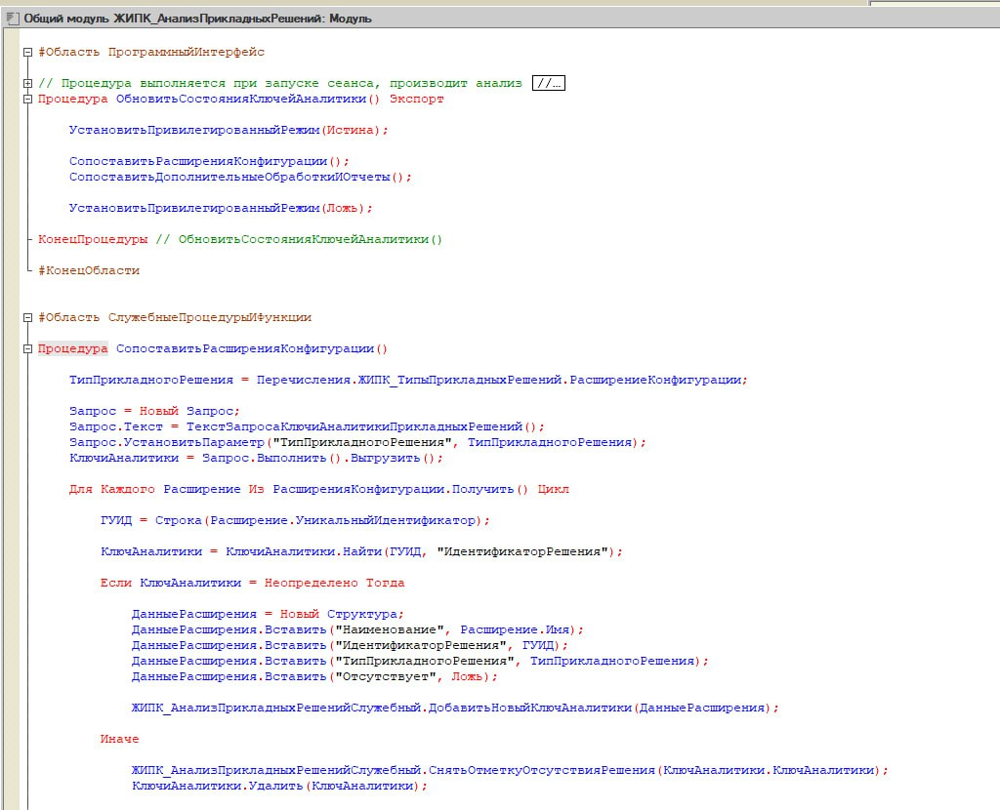 Общий модуль ЖИПК_АнализПрикладныхРешений: Модуль
#Область ПрограммныйИнтерфейс
// Процедура выполняется при запуске сеанса, производит анализ //...
Процедура ОбновитьСостоянияКлючейАналитики() Экспорт
УстановитьПривилегированныйРежим(Истина);
СопоставитьРасширенияКонфигурации();
СопоставитьДополнительныеОбработкиИОтчеты();
УстановитьПривилегированныйРежим(Ложь);
КонецПроцедуры // ОбновитьСостоянияКлючейАналитики()
#КонецОбласти
#Область СлужебныеПроцедурыИФункции
Процедура СопоставитьРасширенияКонфигурации()
ТипПрикладногоРешения = Перечисления.ЖИПК_ТипыПрикладныхРешений.РасширениеКонфигурации;
Запрос = Новый Запрос;
Запрос.Текст = ТекстЗапросаКлючиАналитикиПрикладныхРешений();
Запрос.УстановитьПараметр("ТипПрикладногоРешения", ТипПрикладногоРешения);
КлючиАналитики = Запрос.Выполнить().Выгрузить();
Для Каждого Расширение Из РасширенияКонфигурации.Получить() Цикл
ГУИД = Строка(Расширение.УникальныйИдентификатор);
КлючАналитики = КлючиАналитики.Найти(ГУИД, "ИдентификаторРешения");
Если КлючАналитики = Неопределено Тогда
ДанныеРасширения = Новый Структура;
ДанныеРасширения.Вставить("Наименование", Расширение.Имя);
ДанныеРасширения.Вставить("ИдентификаторРешения", ГУИД);
ДанныеРасширения.Вставить("ТипПрикладногоРешения", ТипПрикладногоРешения);
ДанныеРасширения.Вставить("Отсутствует", Ложь);
ЖИПК_АнализПрикладныхРешенийСлужебный.ДобавитьНовыйКлючАналитики(ДанныеРасширения);
Иначе
ЖИПК_АнализПрикладныхРешенийСлужебный.СнятьОтметкуОтсутствияРешения(КлючАналитики.КлючАналитики);
КлючиАналитики.Удалить(КлючАналитики);